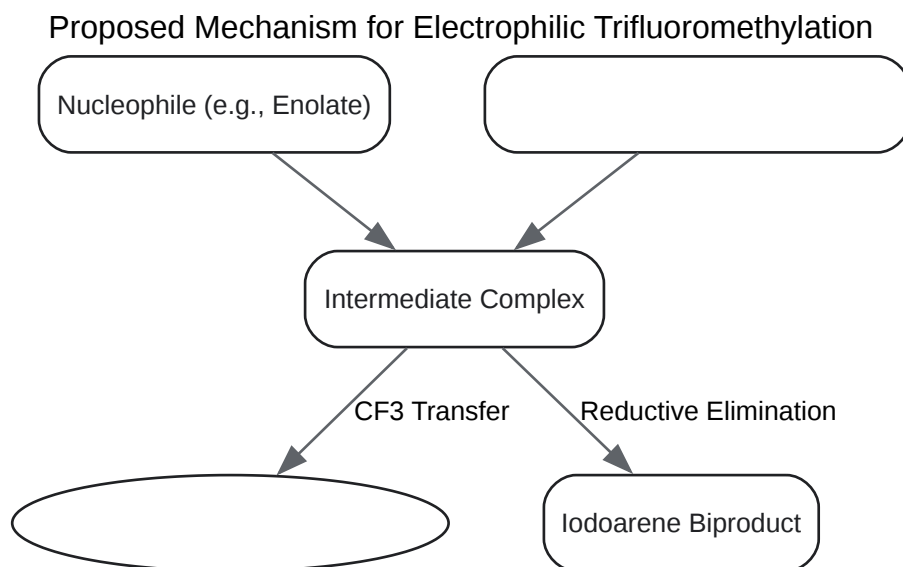 Proposed Mechanism for Electrophilic Trifluoromethylation
Nucleophile (e.g., Enolate)
Intermediate Complex
CF3 Transfer
Reductive Elimination
Iodoarene Biproduct